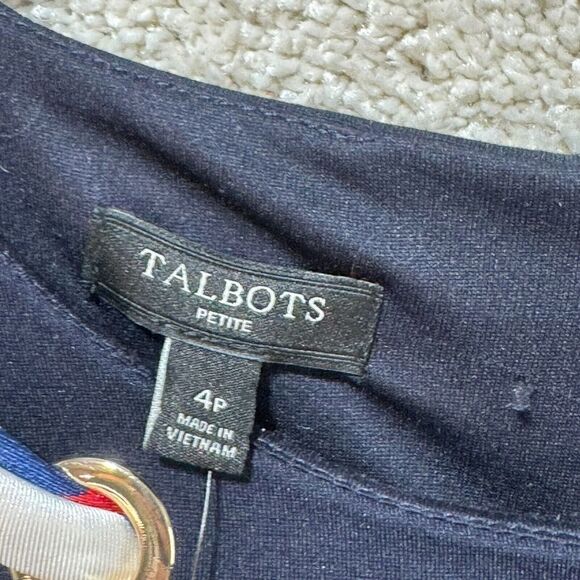 TALBOTS
PETITE
4P
MADE IN
VIETNAM